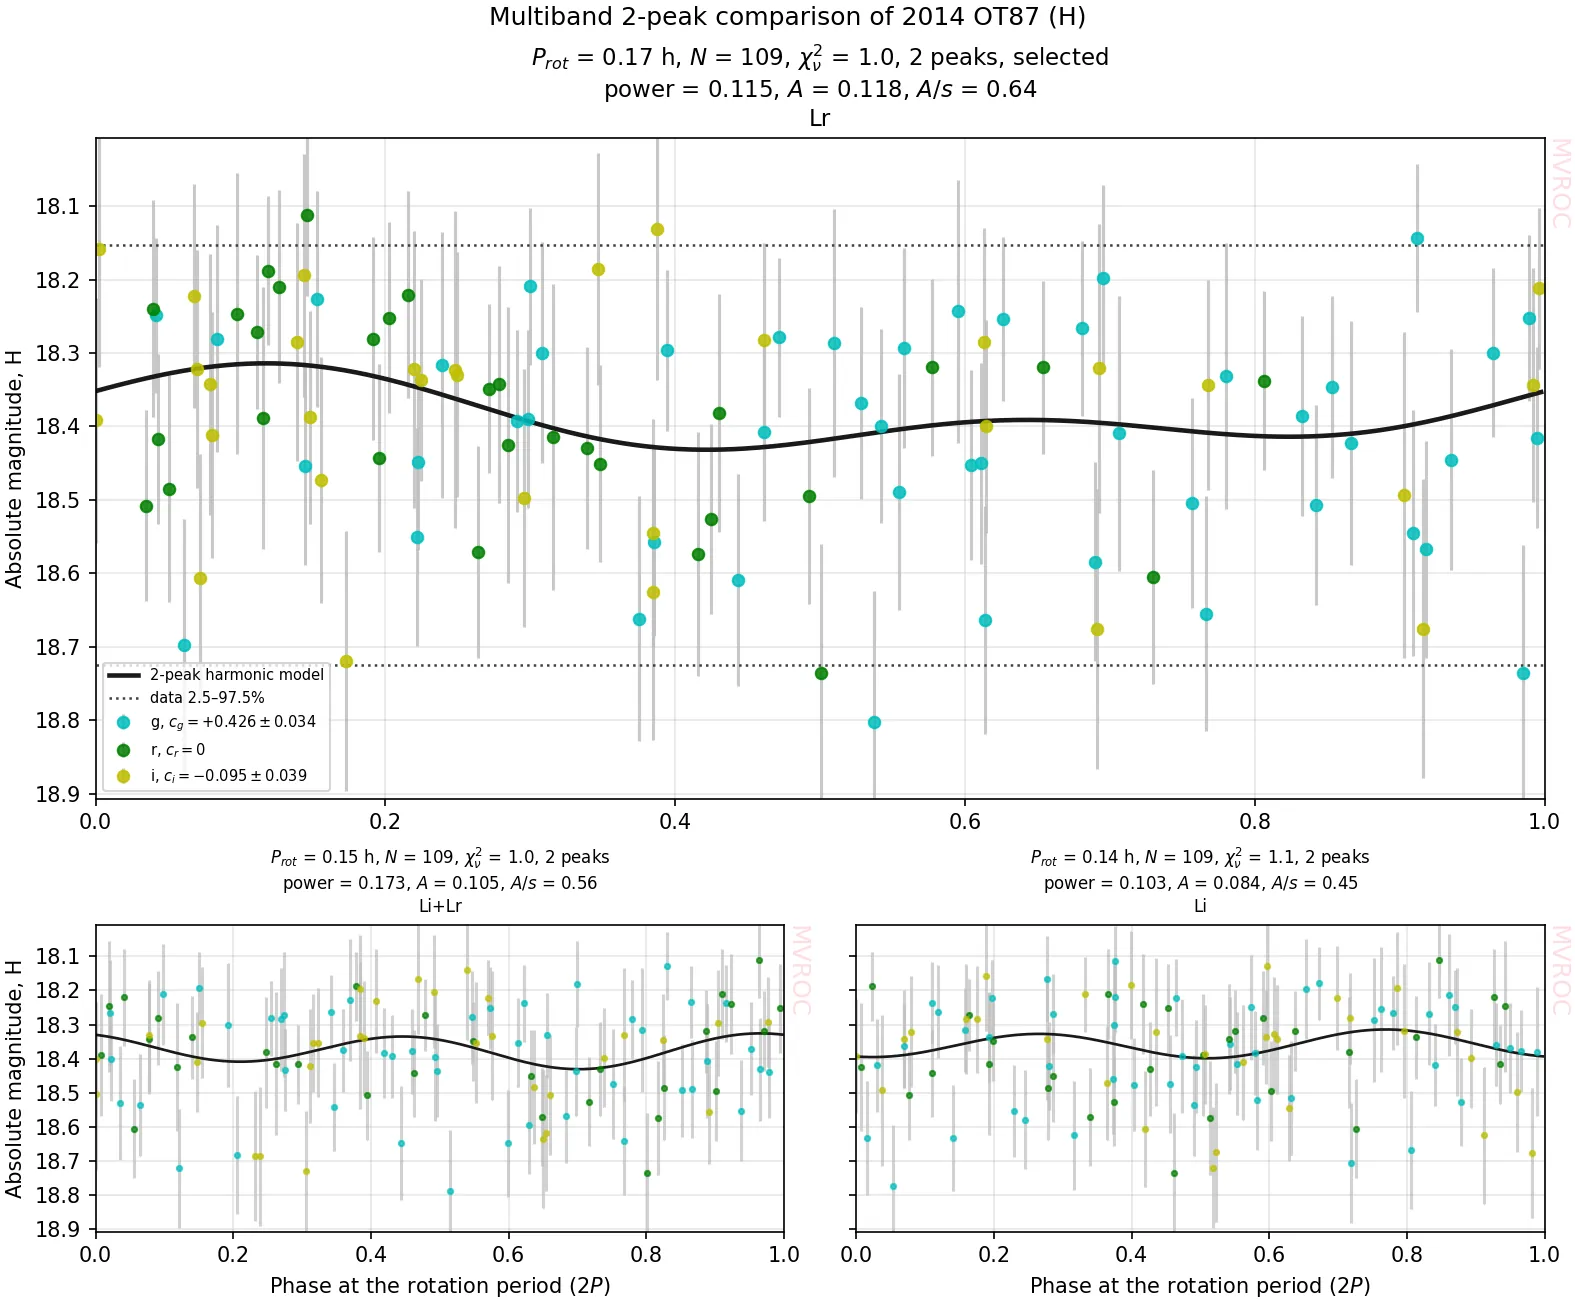 Multiband 2-peak comparison of 2014 OT87 (H)
P_rot = 0.17 h, N = 109, χ²_ν = 1.0, 2 peaks, selected
power = 0.115, A = 0.118, A/s = 0.64
Lr
MVROC
Absolute magnitude, H
18.1
18.2
18.3
18.4
18.5
18.6
18.7
18.8
18.9
2-peak harmonic model
data 2.5–97.5%
g, c_g = +0.426 ± 0.034
r, c_r = 0
i, c_i = −0.095 ± 0.039
0.0 0.2 0.4 0.6 0.8 1.0
P_rot = 0.15 h, N = 109, χ²_ν = 1.0, 2 peaks
power = 0.173, A = 0.105, A/s = 0.56
Li+Lr
MVROC
Absolute magnitude, H
18.1
18.2
18.3
18.4
18.5
18.6
18.7
18.8
18.9
0.0 0.2 0.4 0.6 0.8 1.0
Phase at the rotation period (2P)
P_rot = 0.14 h, N = 109, χ²_ν = 1.1, 2 peaks
power = 0.103, A = 0.084, A/s = 0.45
Li
MVROC
0.0 0.2 0.4 0.6 0.8 1.0
Phase at the rotation period (2P)